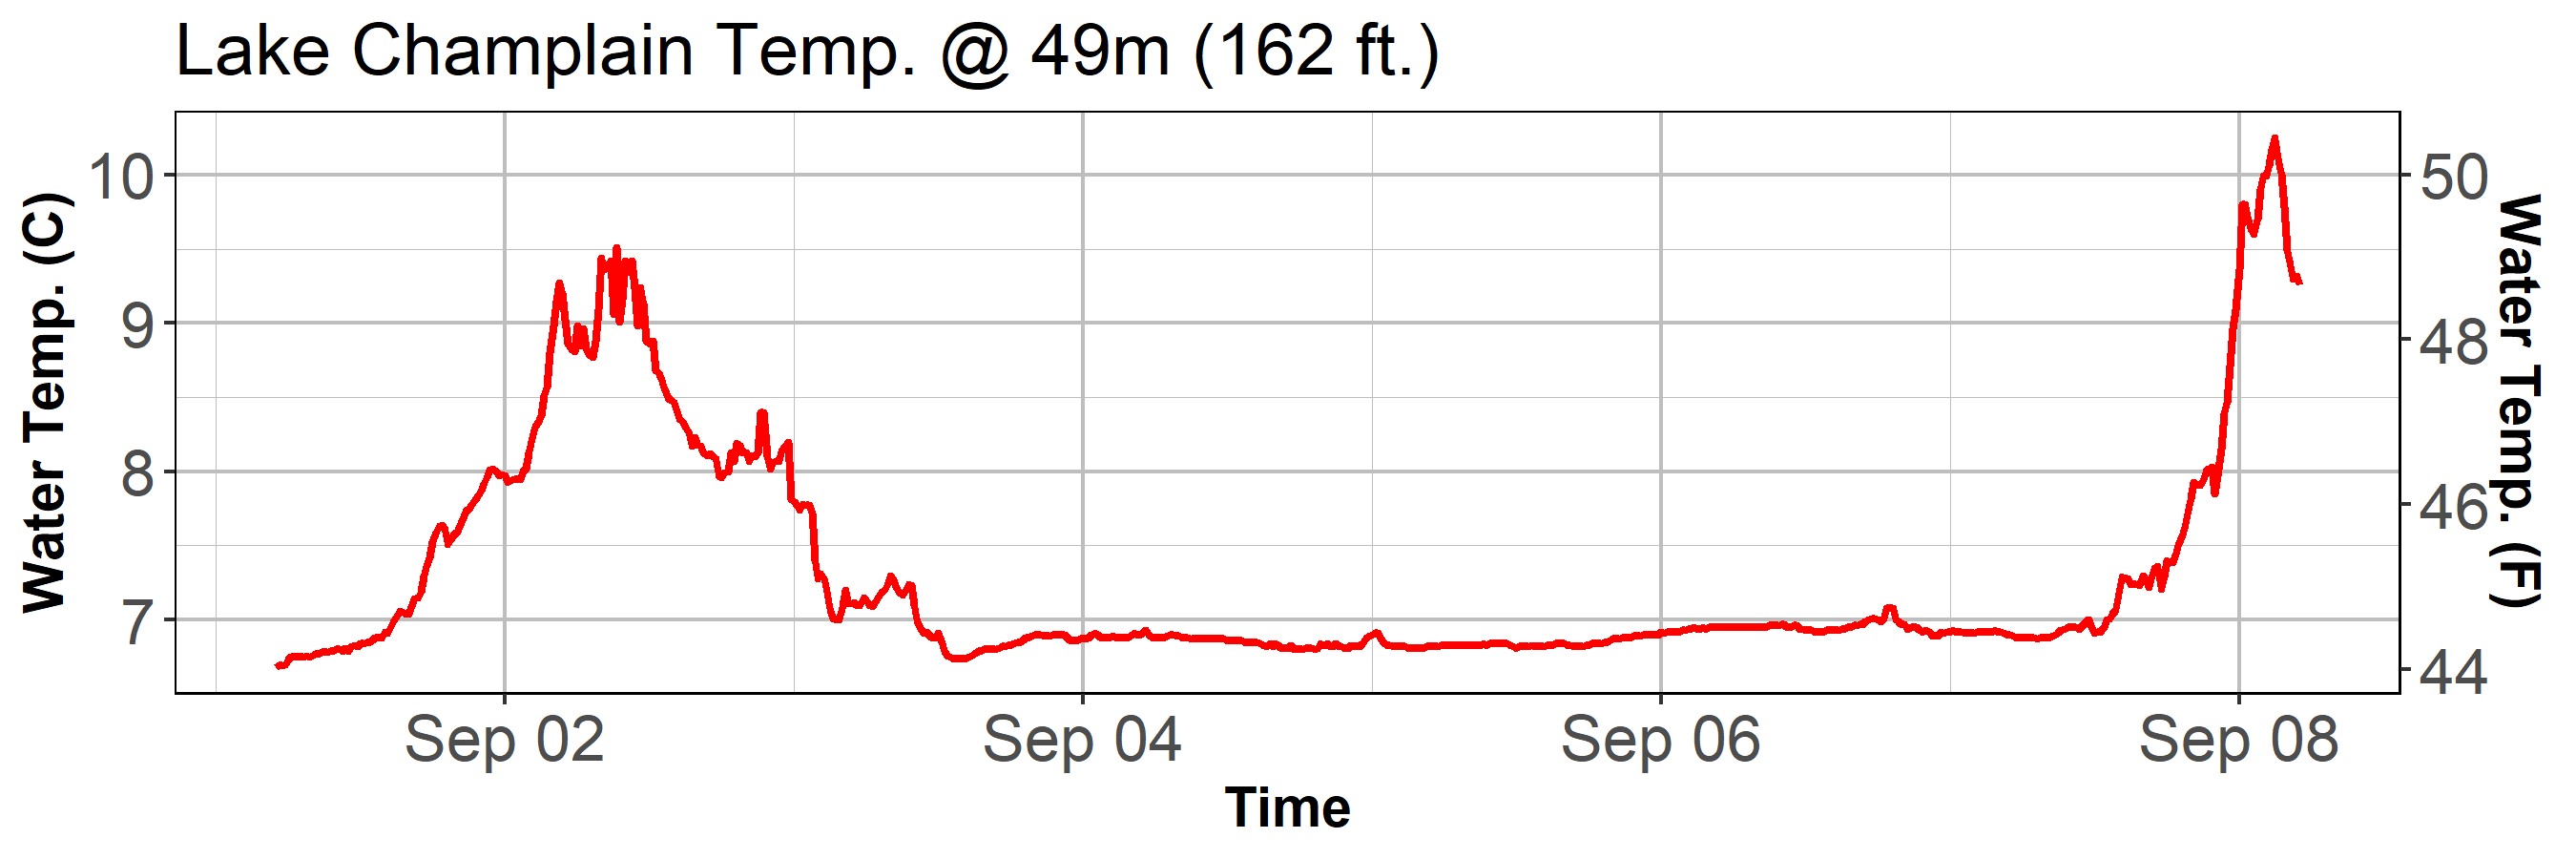 Lake Champlain Temp. @ 49m (162 ft.)
Water Temp. (C)
10
9
8
7
50
48
46
44
Water Temp. (F)
Sep 02
Sep 04
Sep 06
Sep 08
Time